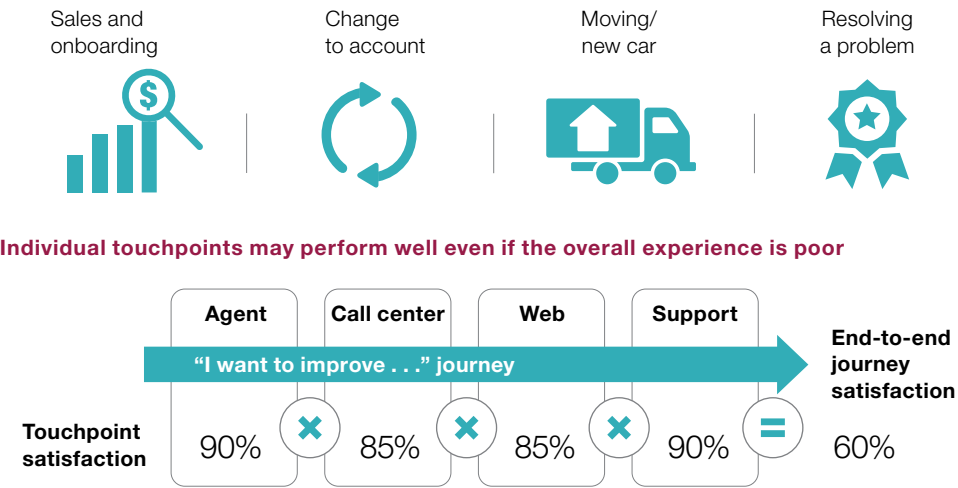 Sales and
onboarding
Change
to account
Moving/
new car
Resolving
a problem
$
Individual touchpoints may perform well even if the overall experience is poor
Agent
Call center
Web
Support
“I want to improve . . .” journey
End-to-end
journey
satisfaction
Touchpoint
satisfaction
90%
×
85%
×
85%
×
90%
=
60%